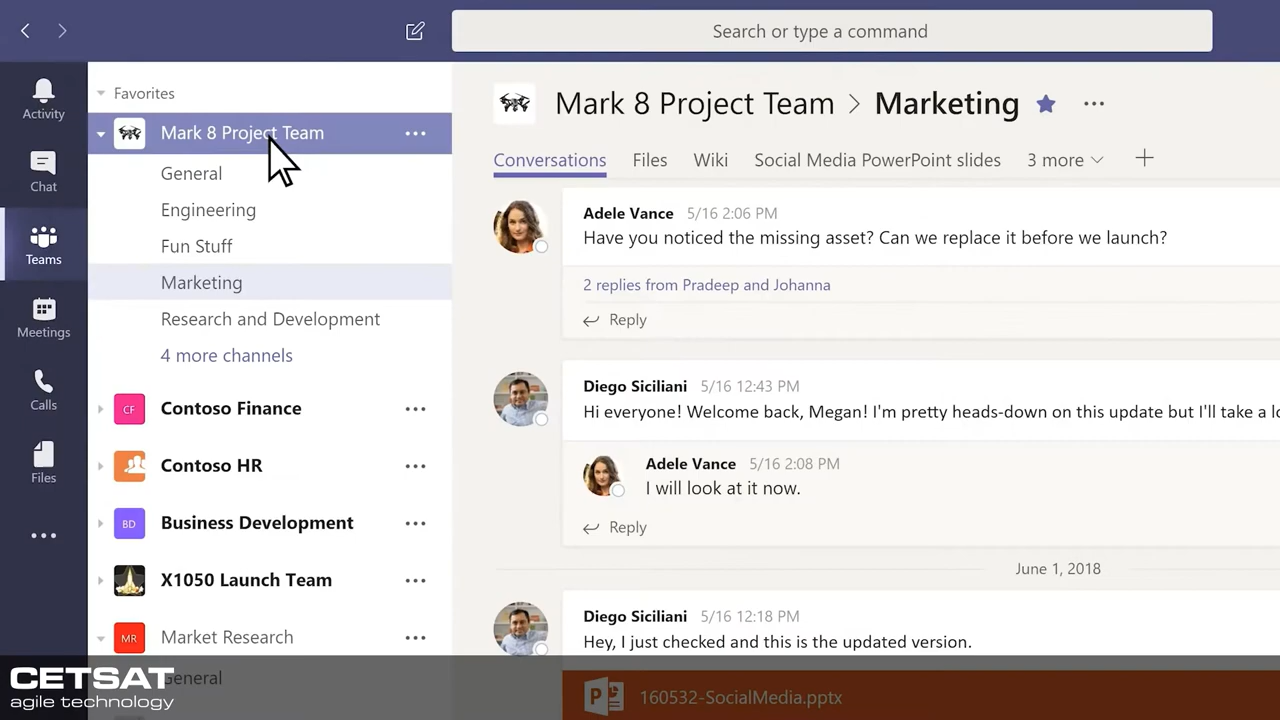 Search or type a command
Activity
Chat
Teams
Meetings
Calls
Files
Favorites
Mark 8 Project Team
General
Engineering
Fun Stuff
Marketing
Research and Development
4 more channels
CF Contoso Finance
Contoso HR
BD Business Development
X1050 Launch Team
MR Market Research
General
Mark 8 Project Team > Marketing
Conversations Files Wiki Social Media PowerPoint slides 3 more
Adele Vance 5/16 2:06 PM
Have you noticed the missing asset? Can we replace it before we launch?
2 replies from Pradeep and Johanna
Reply
Diego Siciliani 5/16 12:43 PM
Hi everyone! Welcome back, Megan! I'm pretty heads-down on this update but I'll take a lo
Adele Vance 5/16 2:08 PM
I will look at it now.
Reply
June 1, 2018
Diego Siciliani 5/16 12:18 PM
Hey, I just checked and this is the updated version.
P 160532-SocialMedia.pptx
CETSAT
agile technology